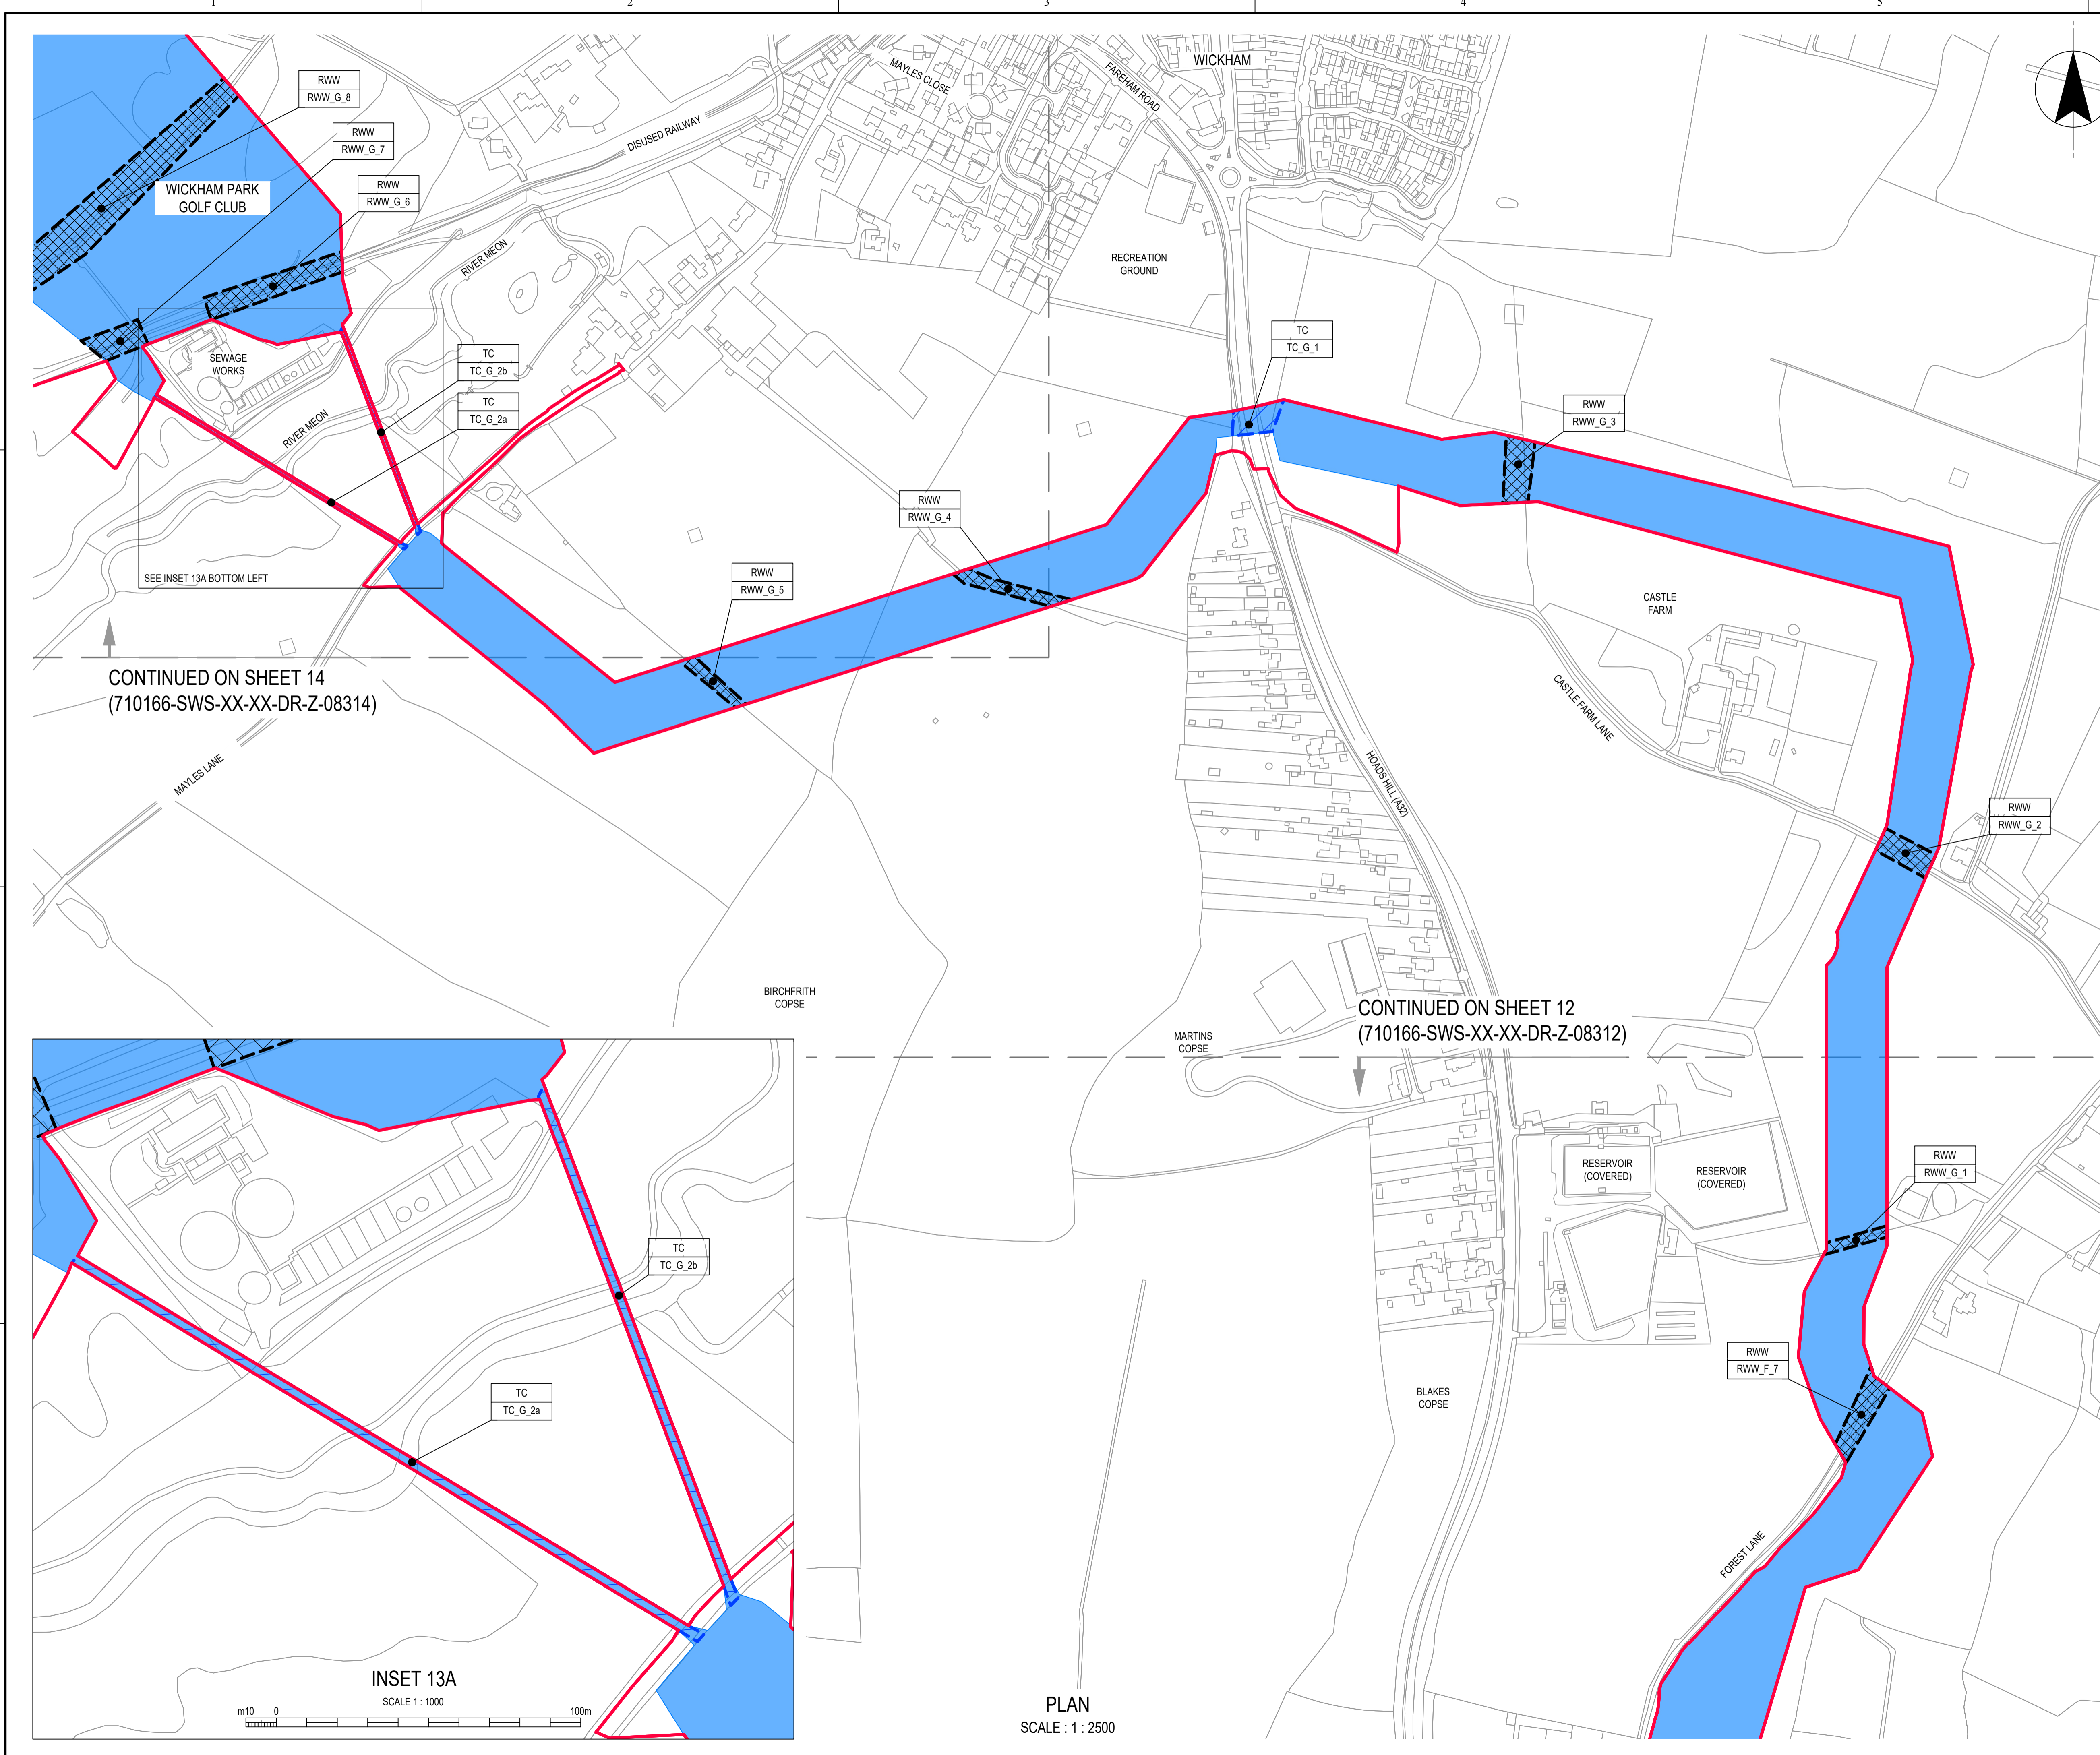 1
2
3
4
5
RWW
RWW_G_8
RWW
RWW_G_7
RWW
RWW_G_6
WICKHAM PARK
GOLF CLUB
DISUSED RAILWAY
MAYLES CLOSE
FAREHAM ROAD
WICKHAM
RIVER MEON
RECREATION
GROUND
SEWAGE
WORKS
RIVER MEON
TC
TC_G_2b
TC
TC_G_2a
TC
TC_G_1
RWW
RWW_G_3
RWW
RWW_G_4
RWW
RWW_G_5
SEE INSET 13A BOTTOM LEFT
CONTINUED ON SHEET 14
(710166-SWS-XX-XX-DR-Z-08314)
MAYLES LANE
CASTLE
FARM
CASTLE FARM LANE
HOADS HILL (A32)
RWW
RWW_G_2
BIRCHFRITH
COPSE
MARTINS
COPSE
CONTINUED ON SHEET 12
(710166-SWS-XX-XX-DR-Z-08312)
RESERVOIR
(COVERED)
RESERVOIR
(COVERED)
RWW
RWW_G_1
RWW
RWW_F_7
BLAKES
COPSE
FOREST LANE
TC
TC_G_2b
TC
TC_G_2a
INSET 13A
SCALE 1 : 1000
m10 0 100m
PLAN
SCALE : 1 : 2500